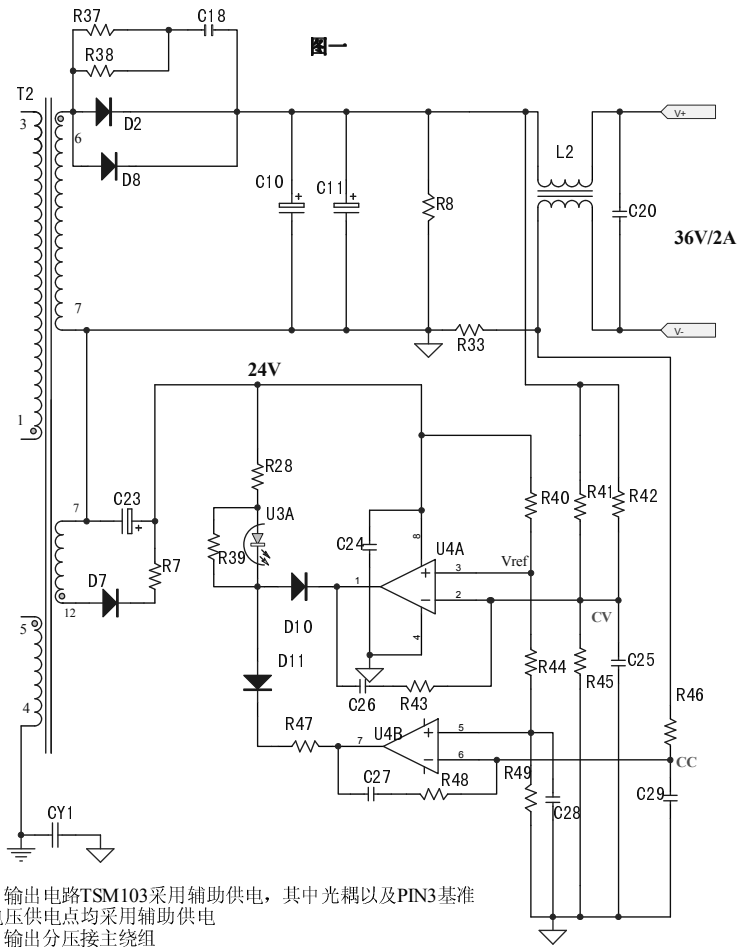 R37
C18
图一
R38
T2
3
D2
6
V+
D8
L2
C10
+
C11
+
R8
C20
36V/2A
7
V-
R33
24V
1
R28
7
C23
+
U3A
R40
R41
R42
C24
8
U4A
R39
R7
Vref
+
3
D7
1
−
2
12
CV
5
D10
4
D11
R44
R45
C25
C26
R43
R46
4
R47
U4B
+
5
7
−
6
CC
C27
R48
R49
C29
C28
CY1
输出电路TSM103采用辅助供电，其中光耦以及PIN3基准
电压供电点均采用辅助供电
输出分压接主绕组